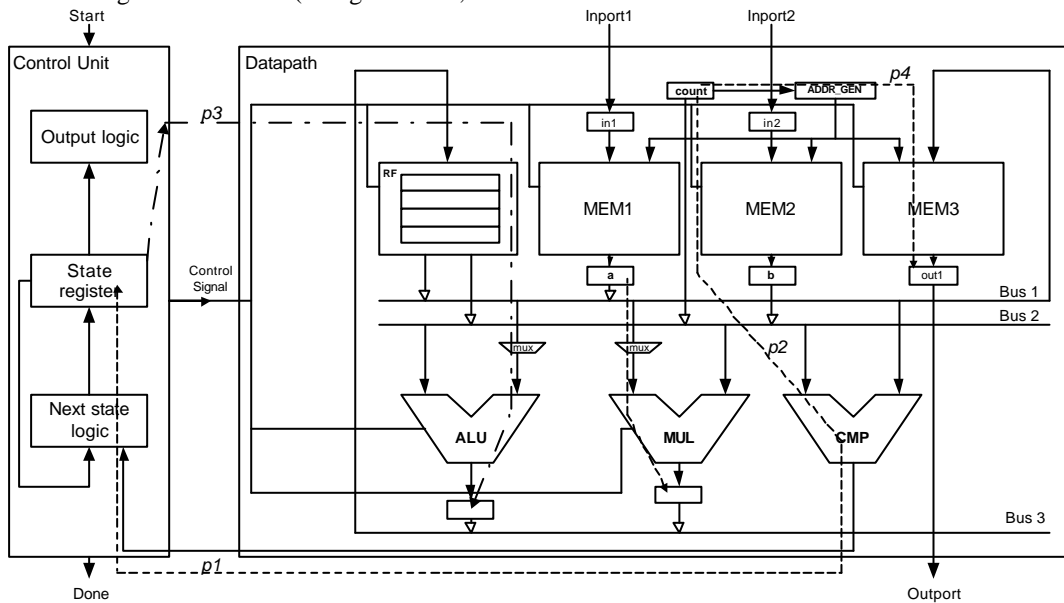 Start
Inport1
Inport2
Control Unit
Datapath
p3
count
ADDR_GEN
p4
Output logic
in1
in2
RF
MEM1
MEM2
MEM3
State
register
Control
Signal
a
b
out1
Bus 1
Bus 2
mux
mux
p2
Next state
logic
ALU
MUL
CMP
Bus 3
p1
Done
Outport